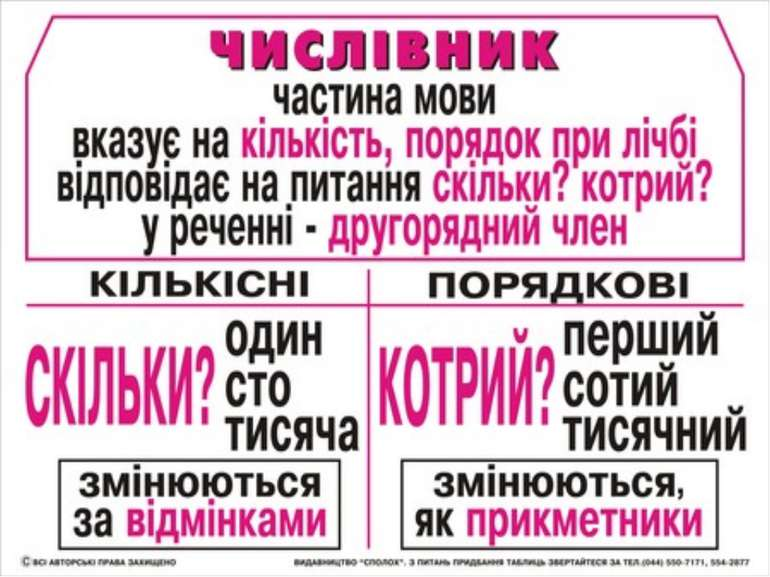 ЧИСЛІВНИК
частина мови
вказує на кількість, порядок при лічбі
відповідає на питання скільки? котрий?
у реченні - другорядний член
КІЛЬКІСНІ
СКІЛЬКИ?
один
сто
тисяча
змінюються
за відмінками
ПОРЯДКОВІ
КОТРИЙ?
перший
сотий
тисячний
змінюються,
як прикметники
© ВСІ АВТОРСЬКІ ПРАВА ЗАХИЩЕНО
ВИДАВНИЦТВО "СПОЛОХ". З ПИТАНЬ ПРИДБАННЯ ТАБЛИЦЬ ЗВЕРТАЙТЕСЯ ЗА ТЕЛ.(044) 550-7171, 554-2877